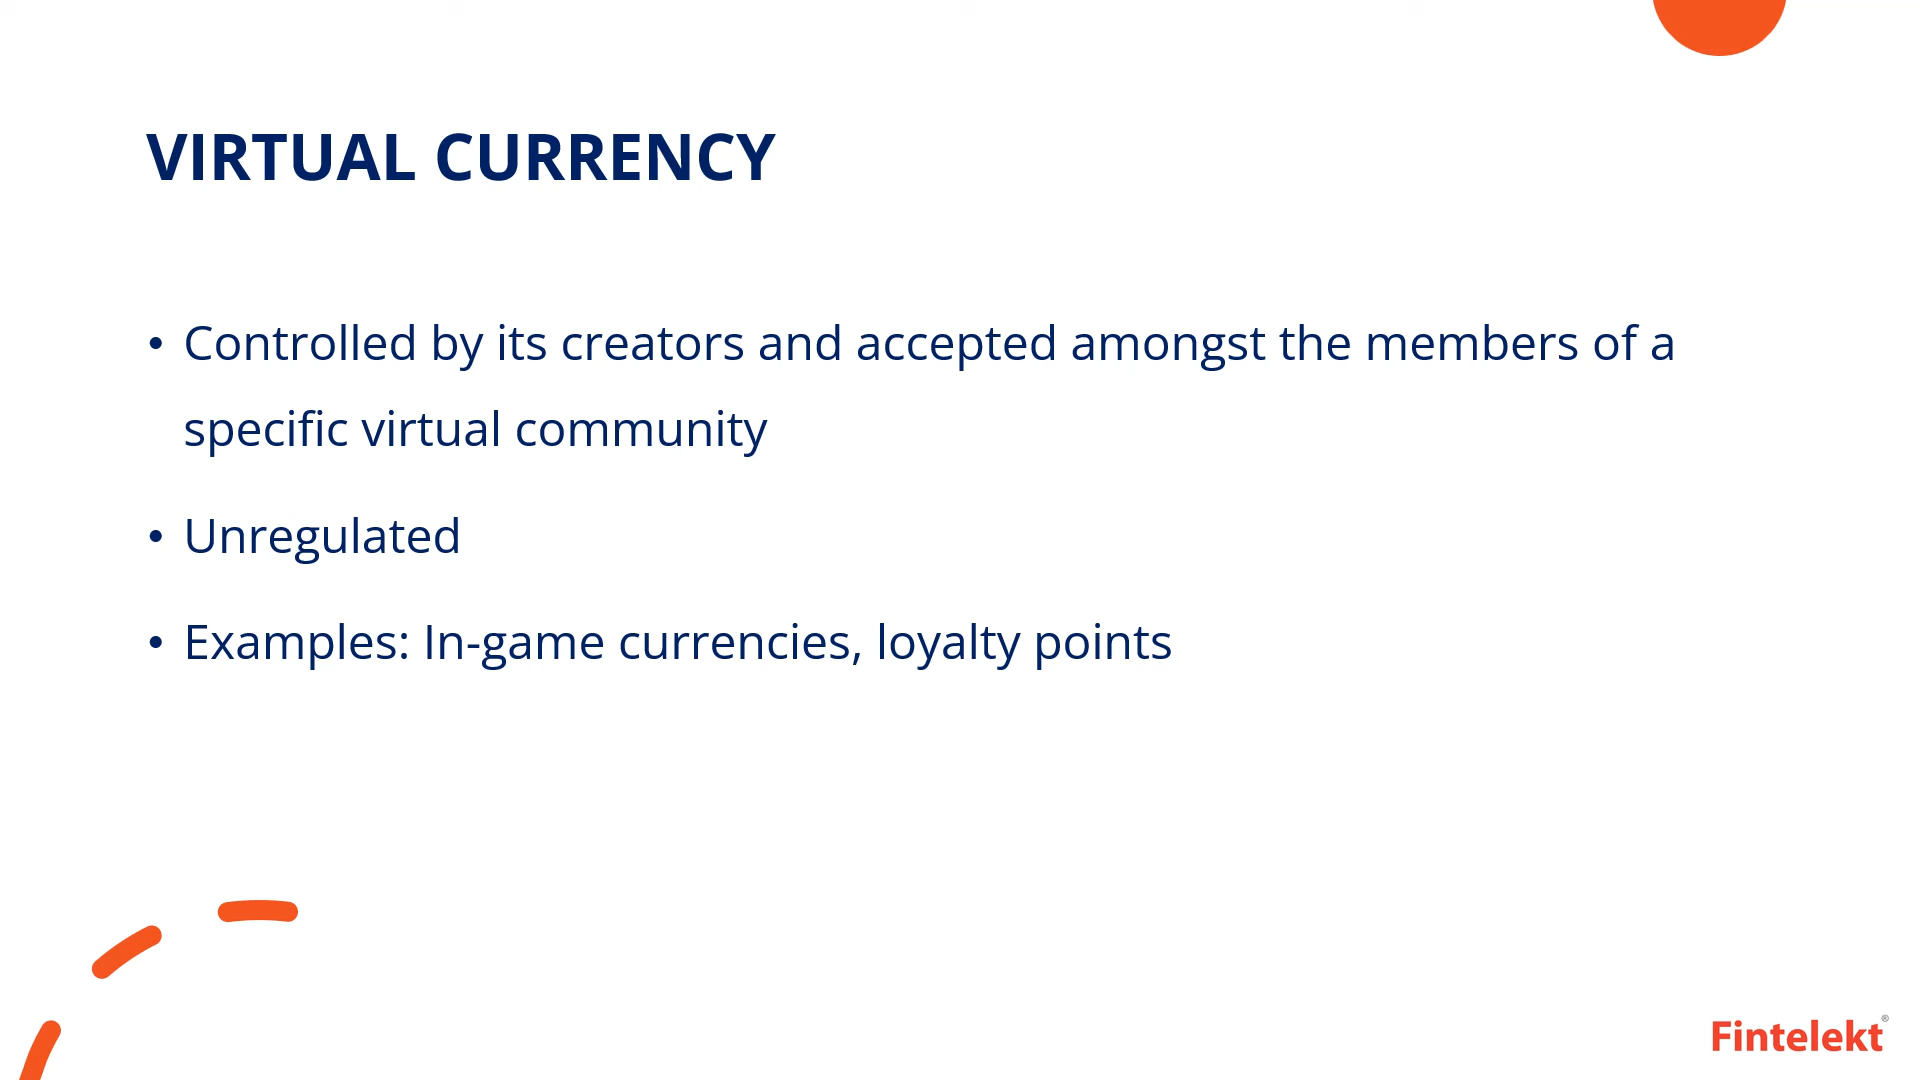 VIRTUAL CURRENCY
• Controlled by its creators and accepted amongst the members of a
specific virtual community
• Unregulated
• Examples: In-game currencies, loyalty points
Fintelekt®